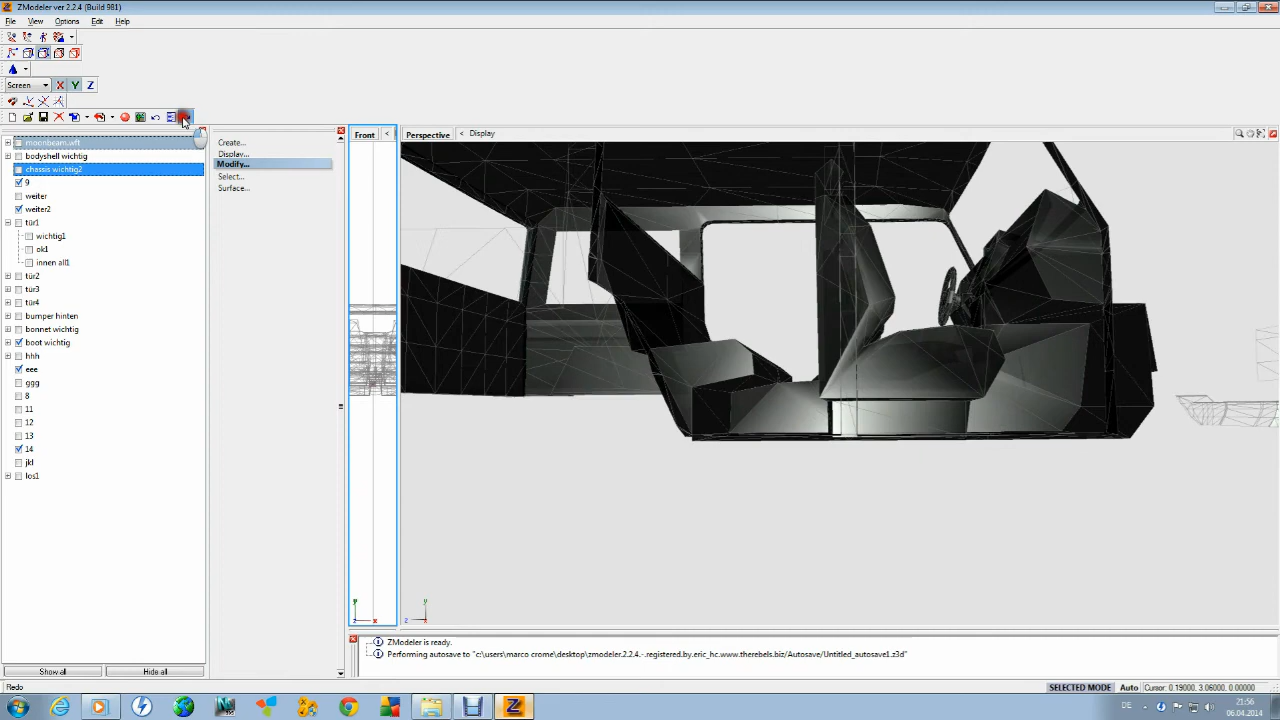 ZModeler ver 2.2.4 (Build 981)
File View Options Edit Help
Screen X Y Z
moonbeam.wft
bodyshell wichtig
chassis wichtig2
9
weiter
weiter2
tür1
wichtig1
ok1
innen all1
tür2
tür3
tür4
bumper hinten
bonnet wichtig
boot wichtig
hhh
eee
ggg
8
11
12
13
14
jkl
los1
Show all Hide all
Create...
Display...
Modify...
Select...
Surface...
Front <
Perspective < Display
y
z x
y
z x
ZModeler is ready.
Performing autosave to "c:\users\marco crome\desktop\zmodeler.2.2.4.-.registered.by.eric_hc.www.therebels.biz/Autosave/Untitled_autosave1.z3d"
Redo SELECTED MODE Auto Cursor: 0.19000, 3.06000, 0.00000
DE 21:56
06.04.2014